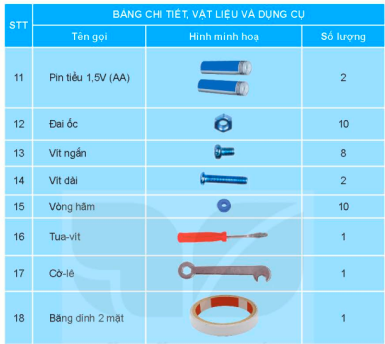 STT
BẢNG CHI TIẾT, VẬT LIỆU VÀ DỤNG CỤ
Tên gọi
Hình minh hoạ
Số lượng
11 Pin tiểu 1,5V (AA) 2
12 Đai ốc 10
13 Vít ngắn 8
14 Vít dài 2
15 Vòng hãm 10
16 Tua-vít 1
17 Cờ-lê 1
18 Băng dính 2 mặt 1